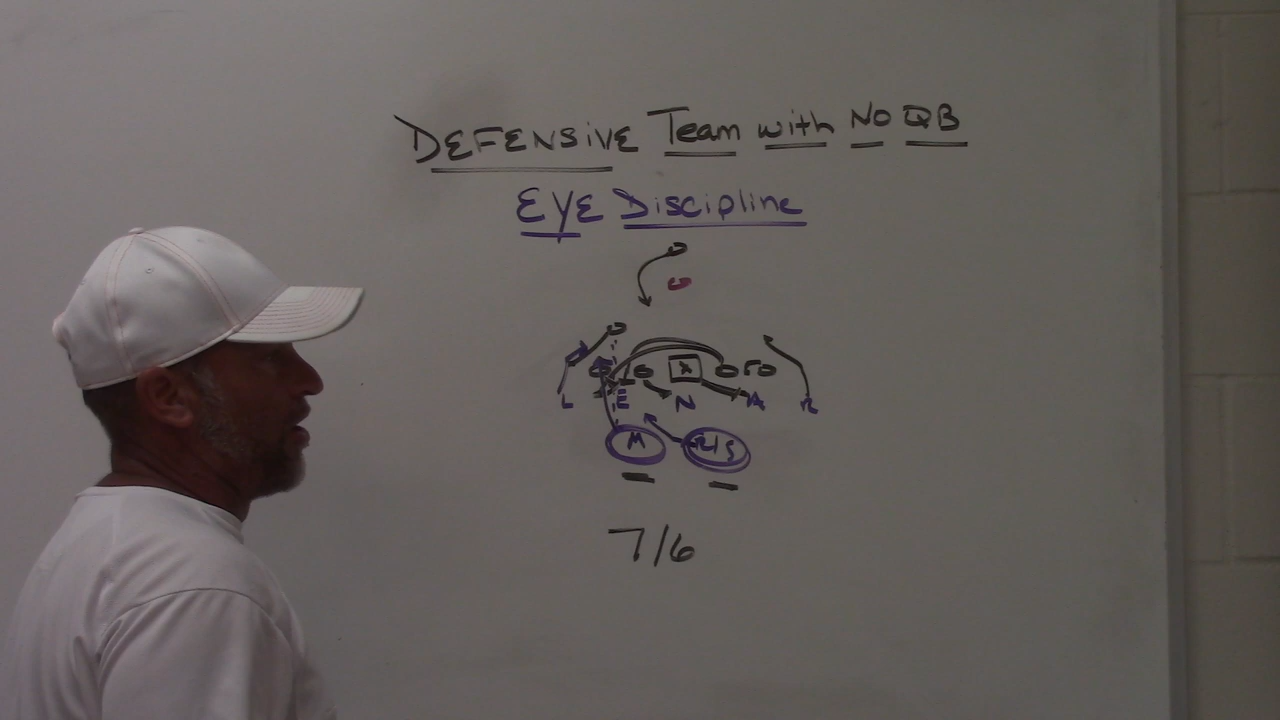 DEFENSIVE Team with NO QB
EYE Discipline
X
L E N A R
M R/S
7/6